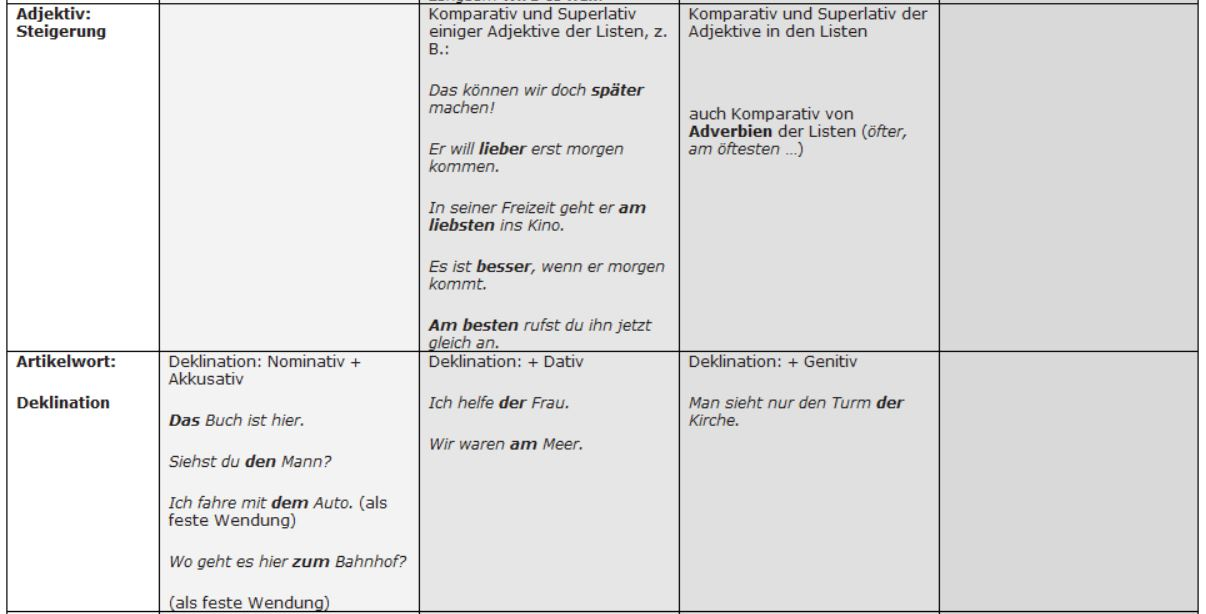 Adjektiv:
Steigerung
Komparativ und Superlativ
einiger Adjektive der Listen, z.
B.:
Das können wir doch später
machen!
Er will lieber erst morgen
kommen.
In seiner Freizeit geht er am
liebsten ins Kino.
Es ist besser, wenn er morgen
kommt.
Am besten rufst du ihn jetzt
gleich an.
Komparativ und Superlativ der
Adjektive in den Listen
auch Komparativ von
Adverbien der Listen (öfter,
am öftesten …)
Artikelwort:
Deklination
Deklination: Nominativ +
Akkusativ
Das Buch ist hier.
Siehst du den Mann?
Ich fahre mit dem Auto. (als
feste Wendung)
Wo geht es hier zum Bahnhof?
(als feste Wendung)
Deklination: + Dativ
Ich helfe der Frau.
Wir waren am Meer.
Deklination: + Genitiv
Man sieht nur den Turm der
Kirche.